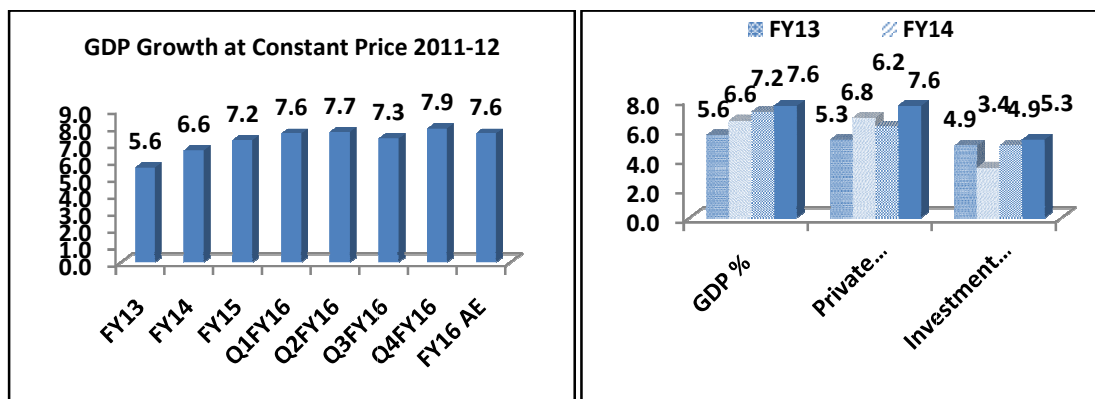 GDP Growth at Constant Price 2011-12
5.6 6.6 7.2 7.6 7.7 7.3 7.9 7.6
9.0
8.0
7.0
6.0
5.0
4.0
3.0
2.0
1.0
0.0
FY13 FY14 FY15 Q1FY16 Q2FY16 Q3FY16 Q4FY16 FY16 AE
FY13 FY14
5.6 6.6 7.2 7.6 5.3 6.8 6.2 7.6 4.9 3.4 4.9 5.3
8.0
6.0
4.0
2.0
0.0
GDP % Private... Investment...